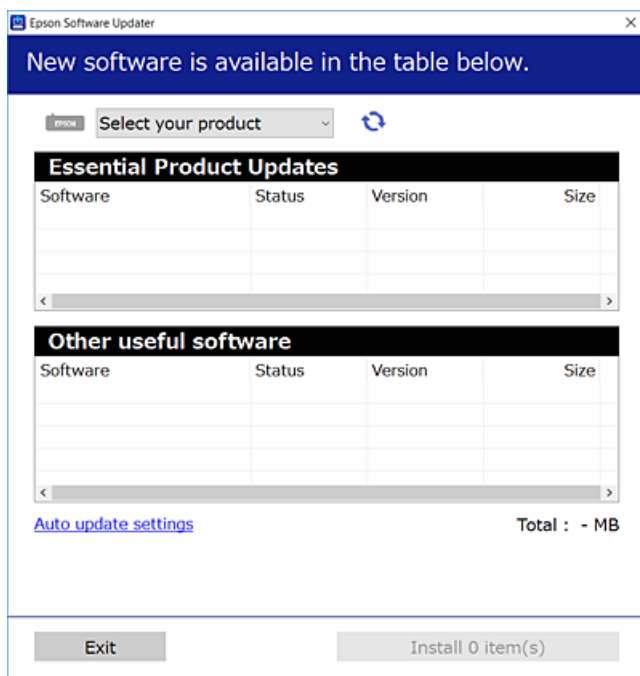 Epson Software Updater
New software is available in the table below.
EPSON Select your product
Essential Product Updates
Software Status Version Size
Other useful software
Software Status Version Size
Auto update settings Total : - MB
Exit Install 0 item(s)